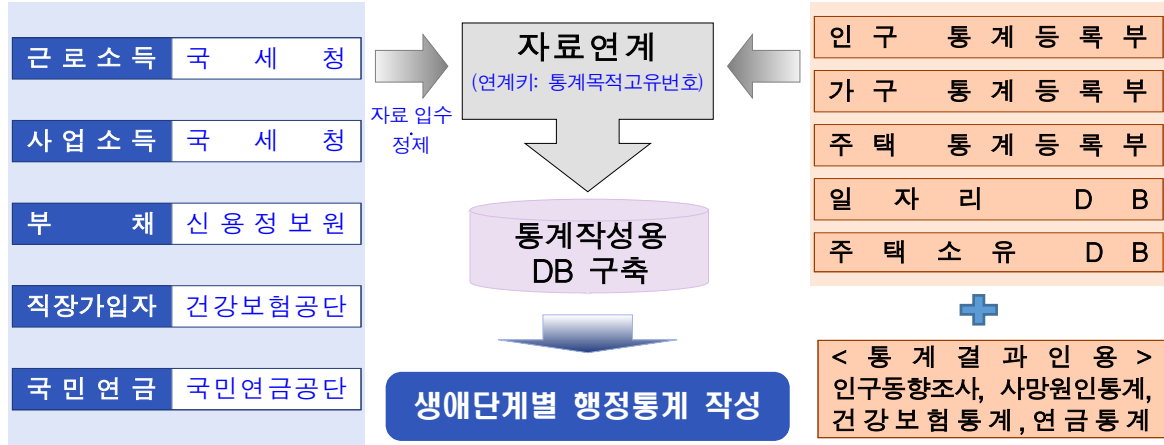 근로소득 국세청
사업소득 국세청
부채 신용정보원
직장가입자 건강보험공단
국민연금 국민연금공단
자료 입수
·
정제
자료연계
(연계키: 통계목적고유번호)
통계작성용
DB 구축
생애단계별 행정통계 작성
인구 통계등록부
가구 통계등록부
주택 통계등록부
일자리 DB
주택소유 DB
<통계결과인용>
인구동향조사, 사망원인통계,
건강보험통계,연금통계